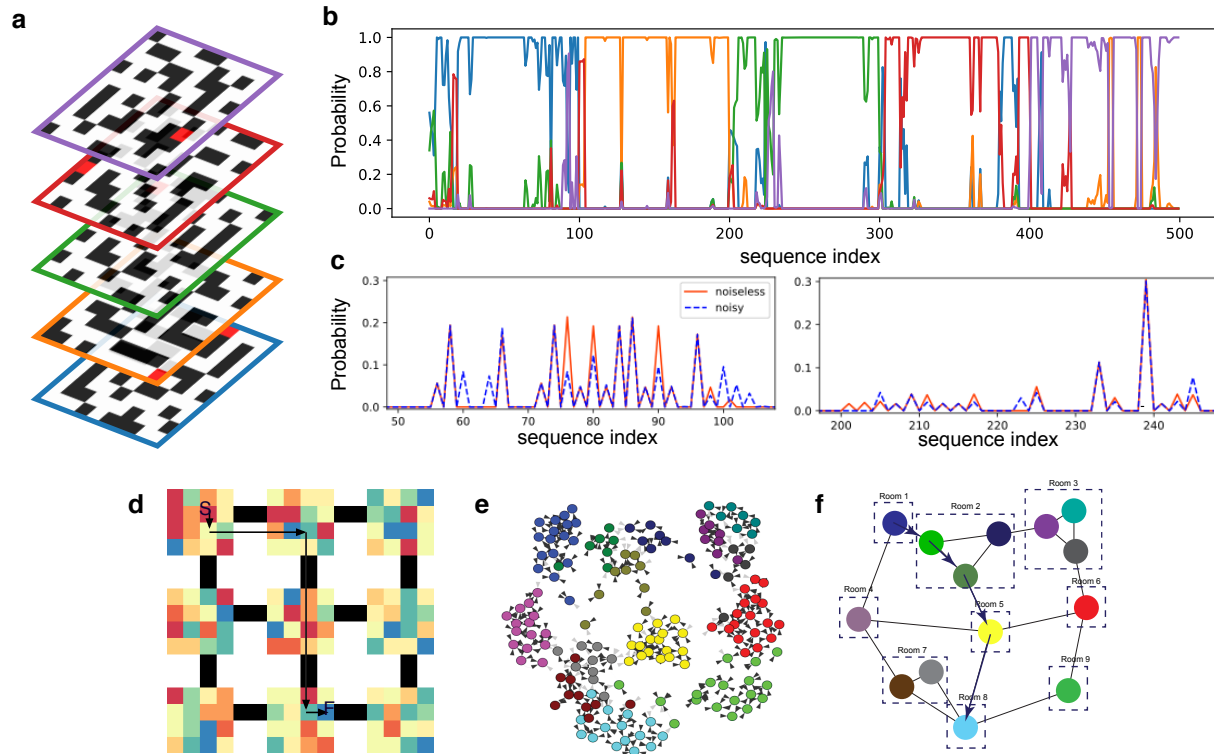 a
b
Probability
1.0
0.8
0.6
0.4
0.2
0.0
0
100
200
300
400
500
sequence index
c
Probability
0.3
0.2
0.1
0.0
noiseless
noisy
50
60
70
80
90
100
sequence index
0.3
0.2
0.1
0.0
200
210
220
230
240
sequence index
d
S
E
e
f
Room 1
Room 2
Room 3
Room 4
Room 5
Room 6
Room 7
Room 8
Room 9